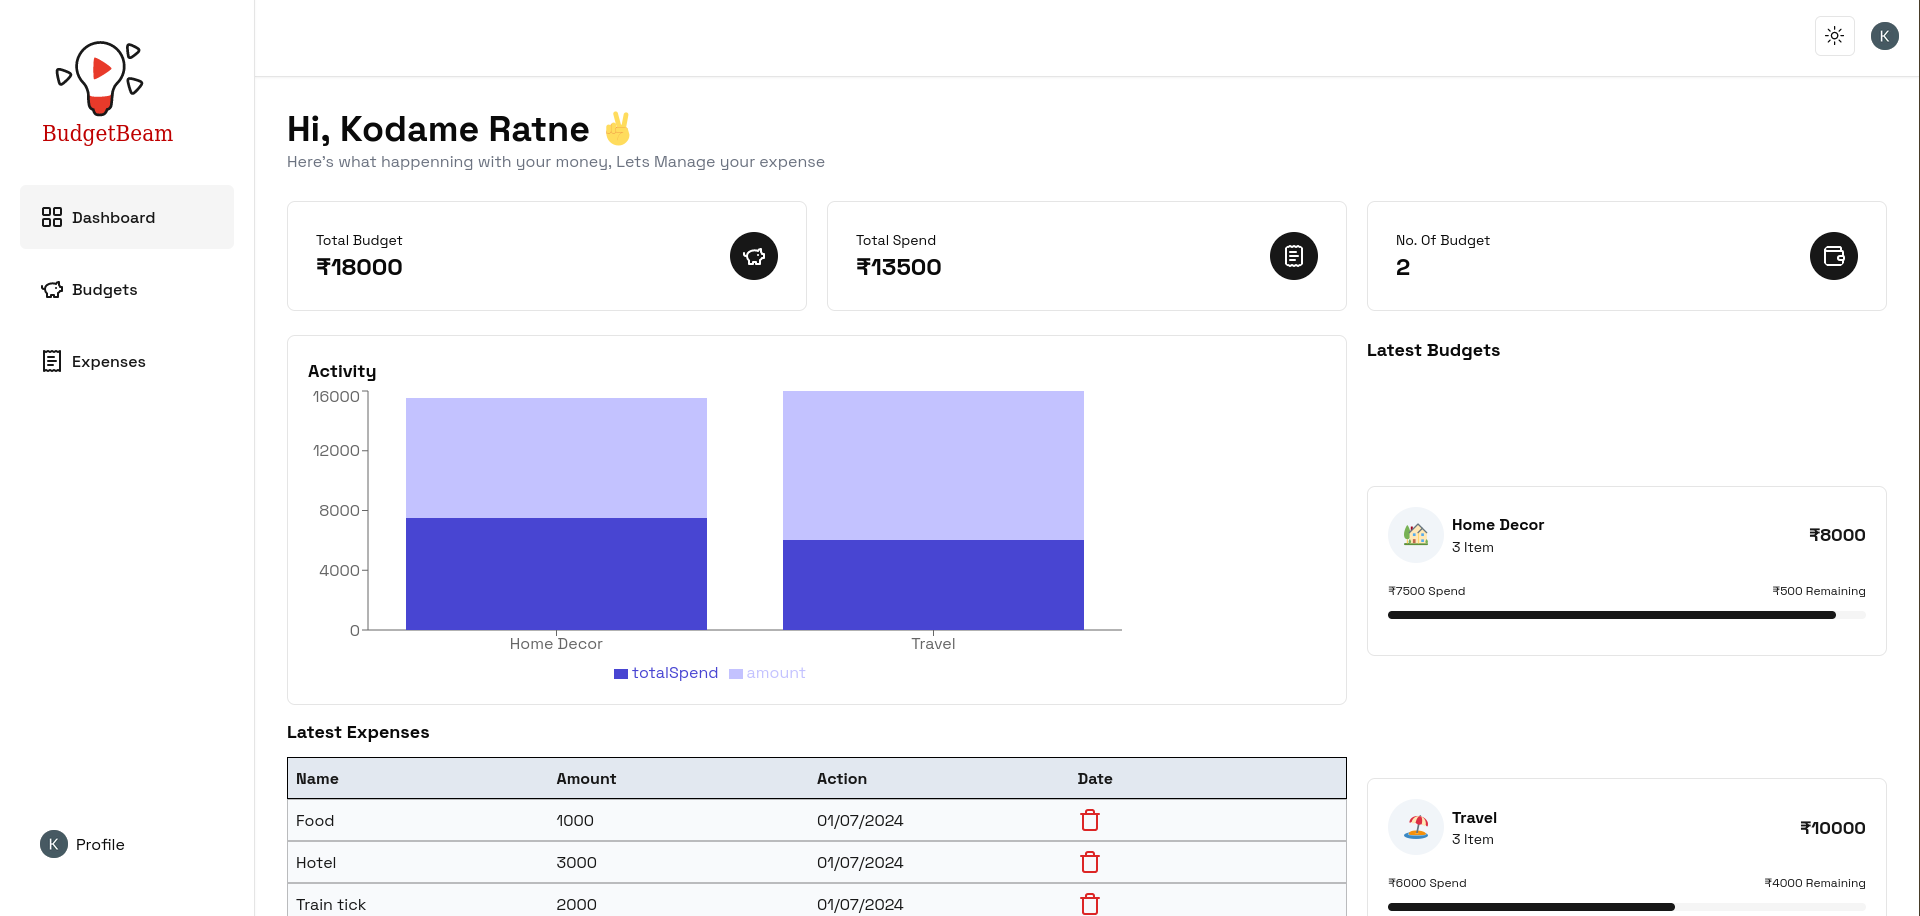 BudgetBeam
Dashboard
Budgets
Expenses
K
Profile
K
Hi, Kodame Ratne ✌️
Here's what happenning with your money, Lets Manage your expense
Total Budget
₹18000
Total Spend
₹13500
No. Of Budget
2
Activity
16000
12000
8000
4000
0
Home Decor Travel
totalSpend amount
Latest Expenses
Name Amount Action Date
Food 1000 01/07/2024
Hotel 3000 01/07/2024
Train tick 2000 01/07/2024
Latest Budgets
Home Decor
3 Item
₹8000
₹7500 Spend ₹500 Remaining
Travel
3 Item
₹10000
₹6000 Spend ₹4000 Remaining